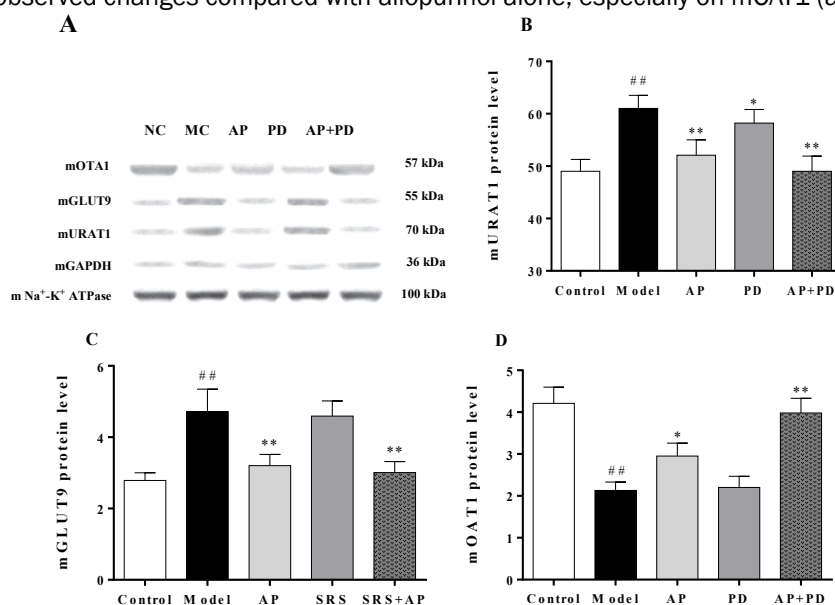 observed changes compared with allopurinol alone, especially on mOAT1 (a
A
NC MC AP PD AP+PD
mOTA1 57 kDa
mGLUT9 55 kDa
mURAT1 70 kDa
mGAPDH 36 kDa
m Na⁺-K⁺ ATPase 100 kDa
B
mURAT1 protein level
70
60
50
40
30
##
**
*
**
Control Model AP PD AP+PD
C
mGLUT9 protein level
6
4
2
0
##
**
**
Control Model AP SRS SRS+AP
D
mOAT1 protein level
5
4
3
2
1
0
##
*
**
Control Model AP PD AP+PD